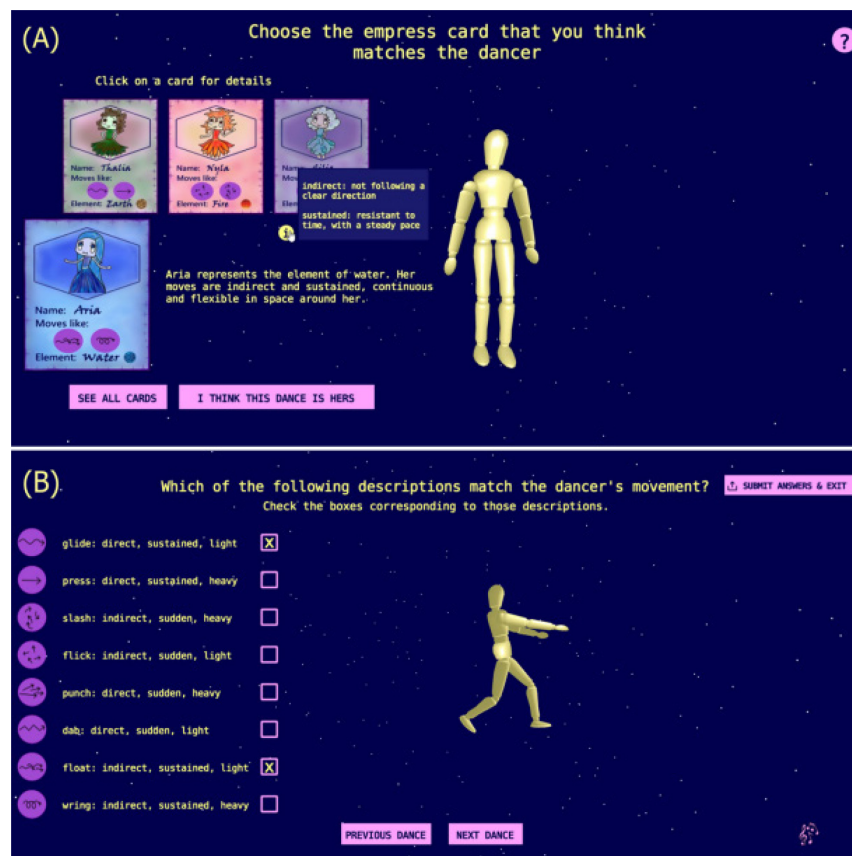 (A)
Choose the empress card that you think
matches the dancer
?
Click on a card for details
Name: Thalia
Moves like:
Element: Earth
Name: Nyla
Moves like:
Element: Fire
indirect: not following a
clear direction
sustained: resistant to
time, with a steady pace
i
Name: Aria
Moves like:
Element: Water
Aria represents the element of water. Her
moves are indirect and sustained, continuous
and flexible in space around her.
SEE ALL CARDS
I THINK THIS DANCE IS HERS
(B)
Which of the following descriptions match the dancer's movement?
SUBMIT ANSWERS & EXIT
Check the boxes corresponding to those descriptions.
glide: direct, sustained, light X
press: direct, sustained, heavy
slash: indirect, sudden, heavy
flick: indirect, sudden, light
punch: direct, sudden, heavy
dab: direct, sudden, light
float: indirect, sustained, light X
wring: indirect, sustained, heavy
PREVIOUS DANCE
NEXT DANCE